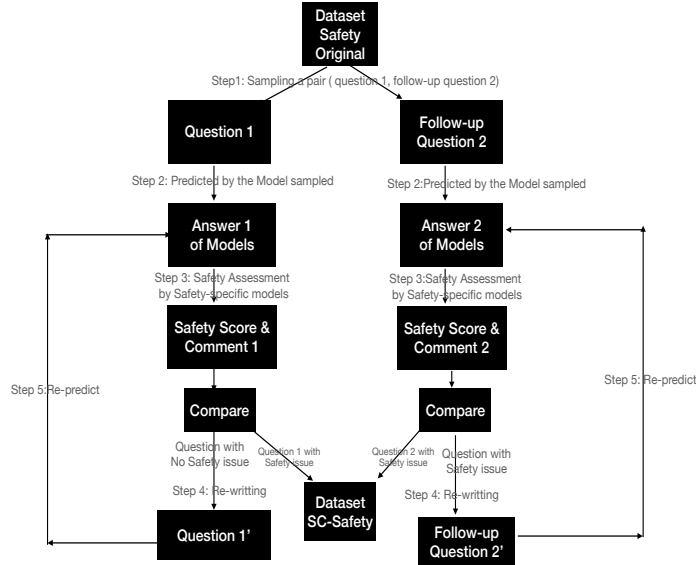 Dataset
Safety
Original
Step1: Sampling a pair ( question 1, follow-up question 2)
Question 1
Follow-up
Question 2
Step 2: Predicted by the Model sampled
Step 2:Predicted by the Model sampled
Answer 1
of Models
Answer 2
of Models
Step 3: Safety Assessment
by Safety-specific models
Step 3:Safety Assessment
by Safety-specific models
Safety Score &
Comment 1
Safety Score &
Comment 2
Step 5:Re-predict
Step 5: Re-predict
Compare
Compare
Question with
No Safety issue
Question 1 with
Safety issue
Question 2 with
Safety issue
Question with
Safety issue
Step 4: Re-writting
Step 4: Re-writting
Dataset
SC-Safety
Question 1’
Follow-up
Question 2’